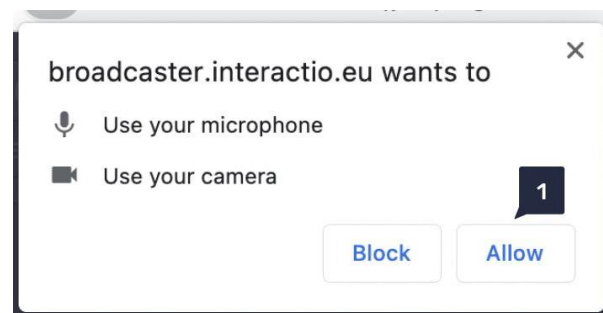 broadcaster.interactio.eu wants to
Use your microphone
Use your camera
1
Block
Allow